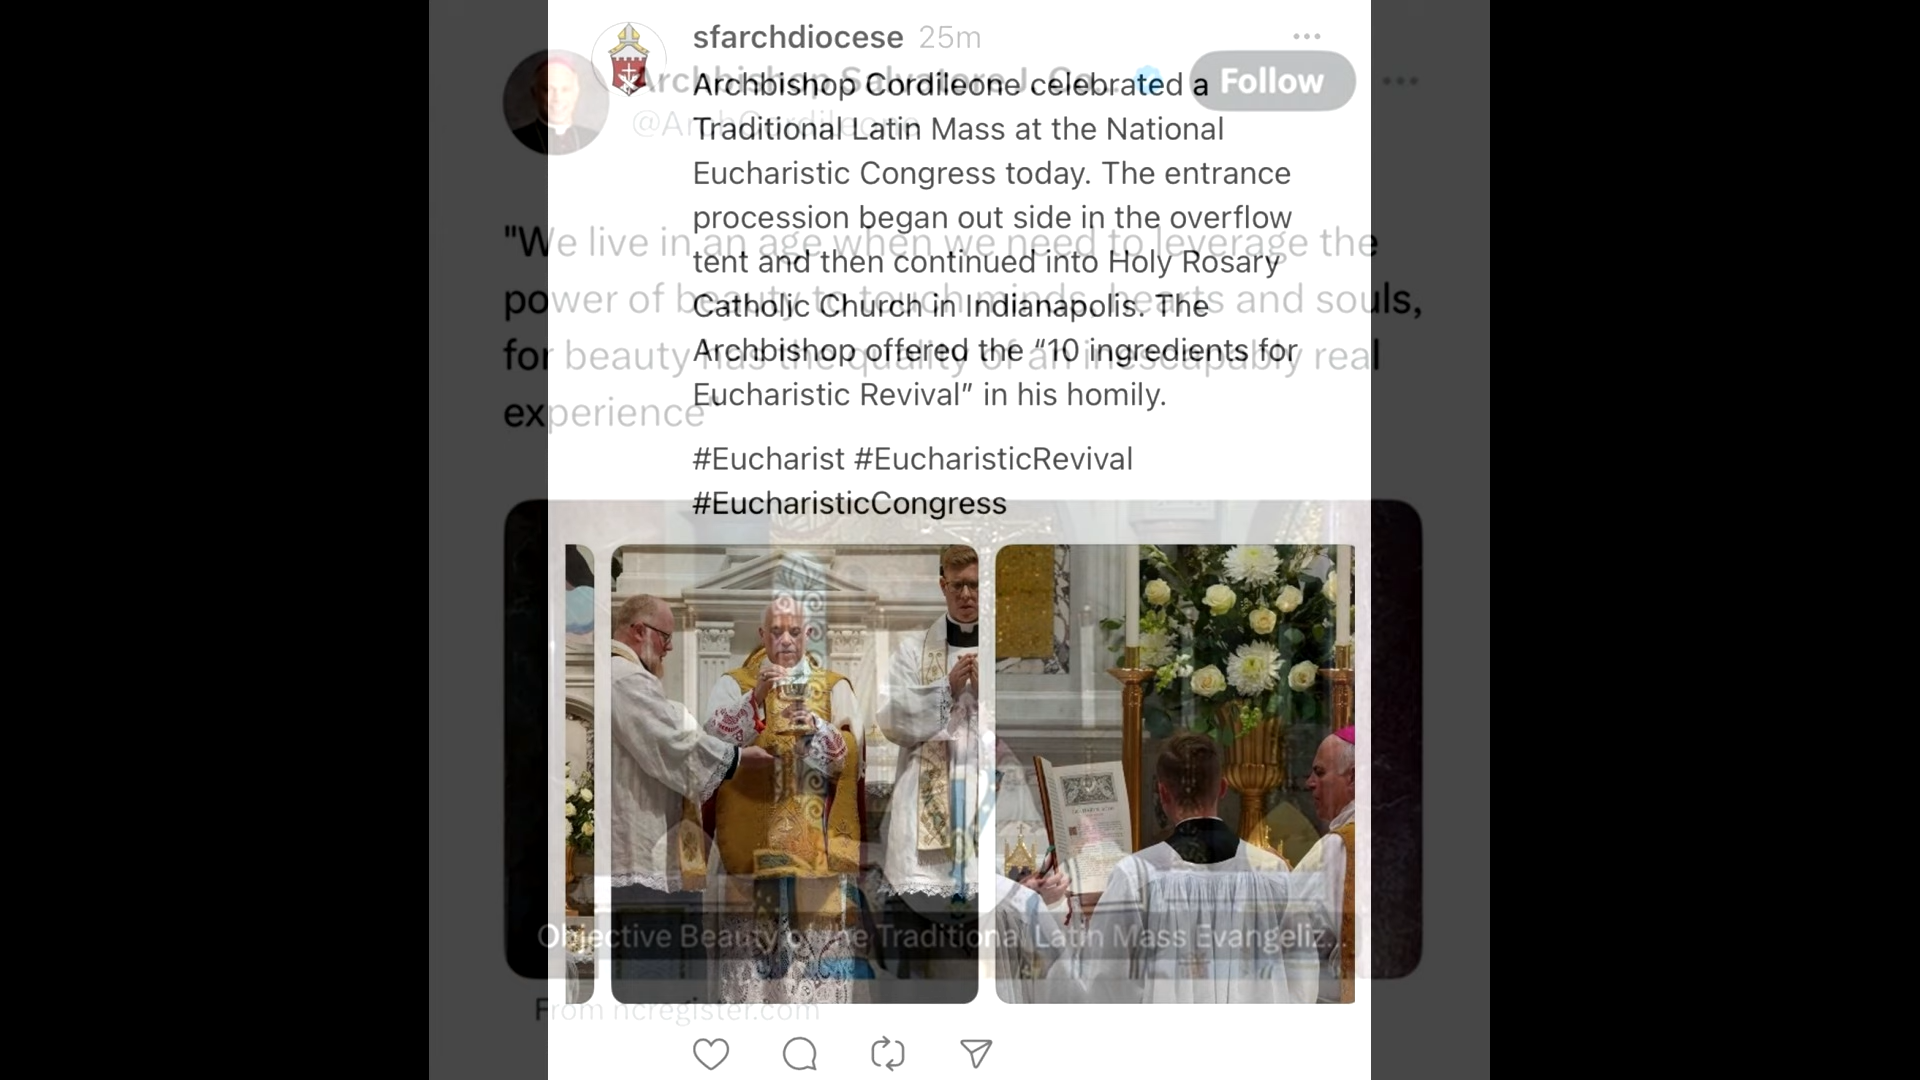 sfarchdiocese 25m
Archbishop Cordileone celebrated a
Traditional Latin Mass at the National
Eucharistic Congress today. The entrance
procession began out side in the overflow
tent and then continued into Holy Rosary
Catholic Church in Indianapolis. The
Archbishop offered the “10 ingredients for
Eucharistic Revival” in his homily.
#Eucharist #EucharisticRevival
#EucharisticCongress
Archbishop Salvatore J. Co...
Follow
@ArchCordileone
"We live in an age when we need to leverage the
power of beauty to touch minds, hearts and souls,
for beauty has the quality of an inescapably real
experience"
Objective Beauty of the Traditional Latin Mass Evangeliz...
From ncregister.com